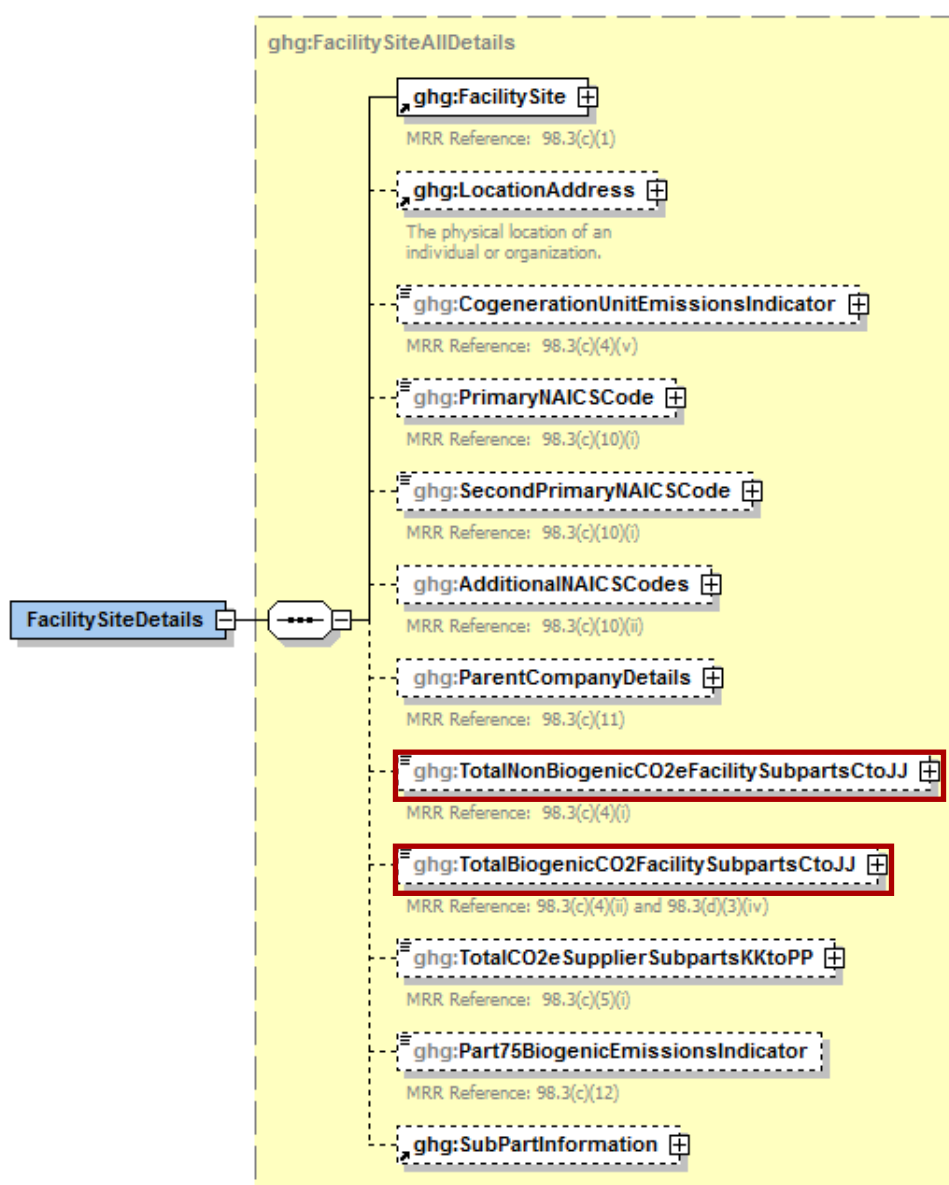 ghg:FacilitySiteAllDetails
ghg:FacilitySite
MRR Reference: 98.3(c)(1)
ghg:LocationAddress
The physical location of an
individual or organization.
ghg:CogenerationUnitEmissionsIndicator
MRR Reference: 98.3(c)(4)(v)
ghg:PrimaryNAICSCode
MRR Reference: 98.3(c)(10)(i)
ghg:SecondPrimaryNAICSCode
MRR Reference: 98.3(c)(10)(i)
ghg:AdditionalNAICSCodes
MRR Reference: 98.3(c)(10)(ii)
FacilitySiteDetails
ghg:ParentCompanyDetails
MRR Reference: 98.3(c)(11)
ghg:TotalNonBiogenicCO2eFacilitySubpartsCtoJJ
MRR Reference: 98.3(c)(4)(i)
ghg:TotalBiogenicCO2FacilitySubpartsCtoJJ
MRR Reference: 98.3(c)(4)(ii) and 98.3(d)(3)(iv)
ghg:TotalCO2eSupplierSubpartsKKtoPP
MRR Reference: 98.3(c)(5)(i)
ghg:Part75BiogenicEmissionsIndicator
MRR Reference: 98.3(c)(12)
ghg:SubPartInformation